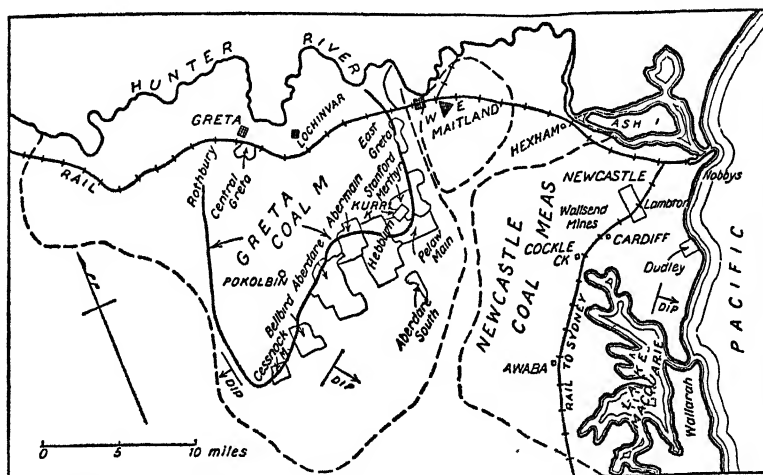 HUNTER RIVER
GRETA
LOCHINVAR
W E
MAITLAND
HEXHAM
ASH I
Nobbys
RAIL
Rothbury
Central
Greta
East
Greta
Stanford
Merthyr
Abermain
KURRI
Hebburn
Pelaw
Main
GRETA
COAL M
Aberdare
POKOLBIN
Bellbird
Cessnock
Aberdare
South
NEWCASTLE
COAL MEAS
NEWCASTLE
Wallsend
Mines
Lambton
COCKLE
CK
CARDIFF
Dudley
DIP
DIP
DIP
AWABA
RAIL TO SYDNEY
LAKE
MACQUARIE
Wallarah
PACIFIC
0 5 10 miles